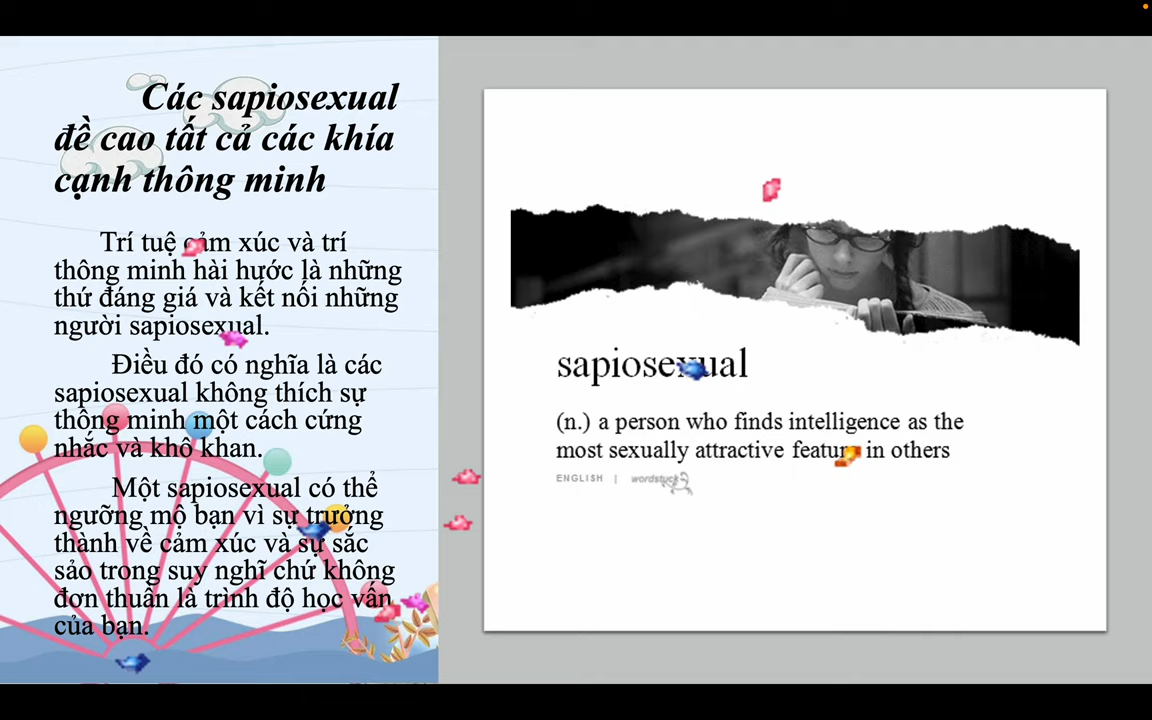 Các sapiosexual
đề cao tất cả các khía
cạnh thông minh
Trí tuệ cảm xúc và trí
thông minh hài hước là những
thứ đáng giá và kết nối những
người sapiosexual.
Điều đó có nghĩa là các
sapiosexual không thích sự
thông minh một cách cứng
nhắc và khô khan.
Một sapiosexual có thể
ngưỡng mộ bạn vì sự trưởng
thành về cảm xúc và sự sắc
sảo trong suy nghĩ chứ không
đơn thuần là trình độ học vấn
của bạn.
sapiosexual
(n.) a person who finds intelligence as the
most sexually attractive feature in others
ENGLISH | wordstuck